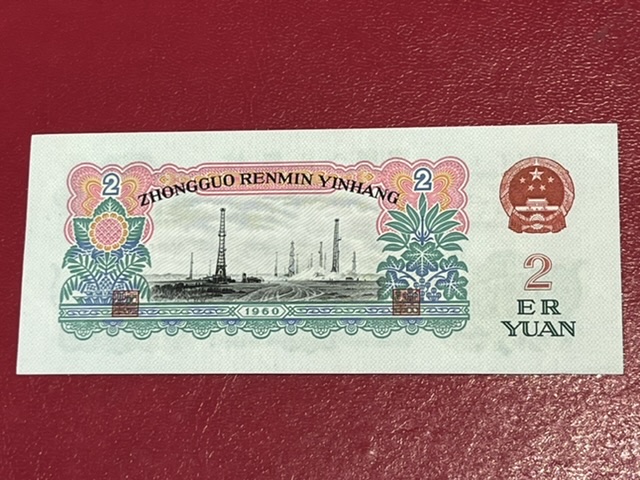 2
ZHONGGUO RENMIN YINHANG
2
1960
2
ER
YUAN